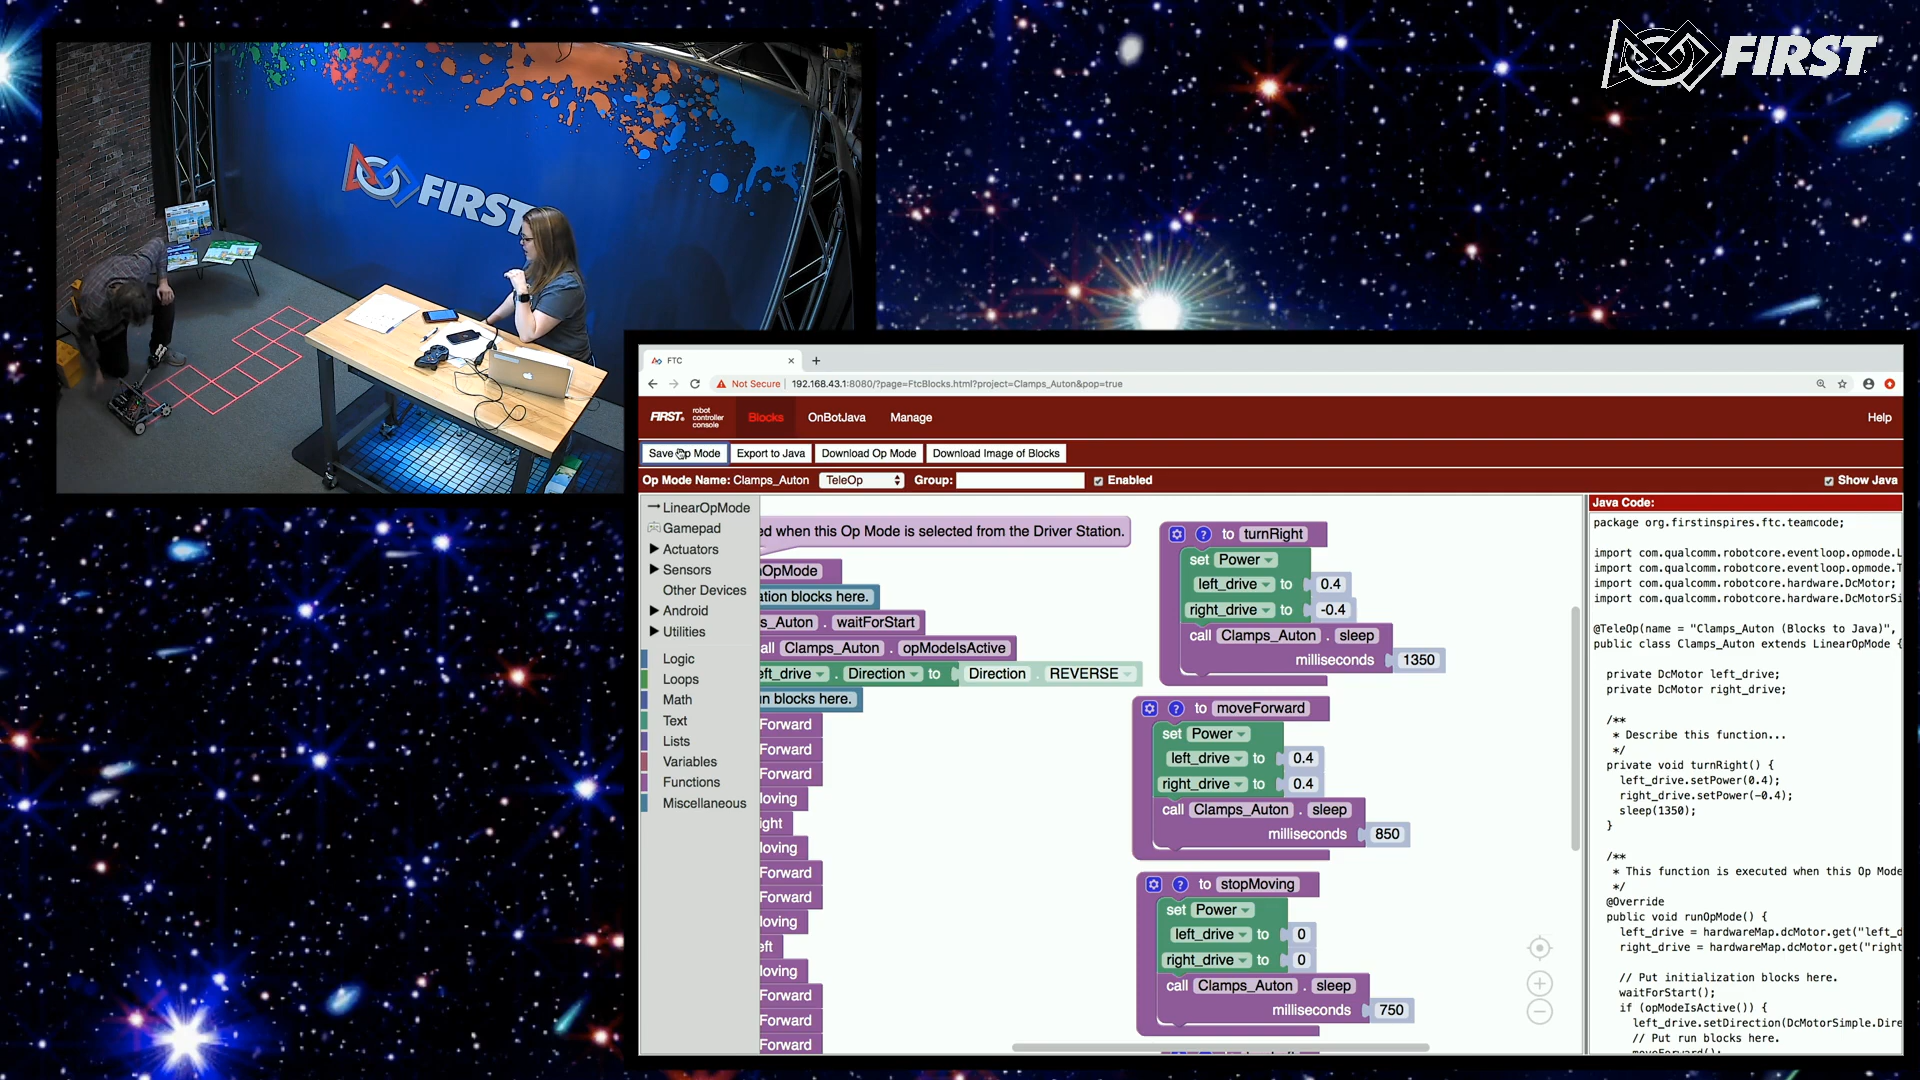 FIRST
FIRST
FTC
Not Secure | 192.168.43.1:8080/?page=FtcBlocks.html?project=Clamps_Auton&pop=true
FIRST robot controller console
Blocks OnBotJava Manage Help
Save Op Mode Export to Java Download Op Mode Download Image of Blocks
Op Mode Name: Clamps_Auton TeleOp Group: Enabled Show Java
LinearOpMode
Gamepad
Actuators
Sensors
Other Devices
Android
Utilities
Logic
Loops
Math
Text
Lists
Variables
Functions
Miscellaneous
ed when this Op Mode is selected from the Driver Station.
OpMode
ation blocks here.
s_Auton . waitForStart
all Clamps_Auton . opModeIsActive
eft_drive . Direction to Direction . REVERSE
n blocks here.
Forward
Forward
Forward
loving
ight
loving
Forward
Forward
loving
eft
loving
Forward
Forward
Forward
to turnRight
set Power
left_drive to 0.4
right_drive to -0.4
call Clamps_Auton . sleep
milliseconds 1350
to moveForward
set Power
left_drive to 0.4
right_drive to 0.4
call Clamps_Auton . sleep
milliseconds 850
to stopMoving
set Power
left_drive to 0
right_drive to 0
call Clamps_Auton . sleep
milliseconds 750
Java Code:
package org.firstinspires.ftc.teamcode;
import com.qualcomm.robotcore.eventloop.opmode.L
import com.qualcomm.robotcore.eventloop.opmode.T
import com.qualcomm.robotcore.hardware.DcMotor;
import com.qualcomm.robotcore.hardware.DcMotorSi
@TeleOp(name = "Clamps_Auton (Blocks to Java)",
public class Clamps_Auton extends LinearOpMode {
private DcMotor left_drive;
private DcMotor right_drive;
/**
* Describe this function...
*/
private void turnRight() {
left_drive.setPower(0.4);
right_drive.setPower(-0.4);
sleep(1350);
}
/**
* This function is executed when this Op Mode
*/
@Override
public void runOpMode() {
left_drive = hardwareMap.dcMotor.get("left_d
right_drive = hardwareMap.dcMotor.get("right
// Put initialization blocks here.
waitForStart();
if (opModeIsActive()) {
left_drive.setDirection(DcMotorSimple.Dire
// Put run blocks here.
moveForward();